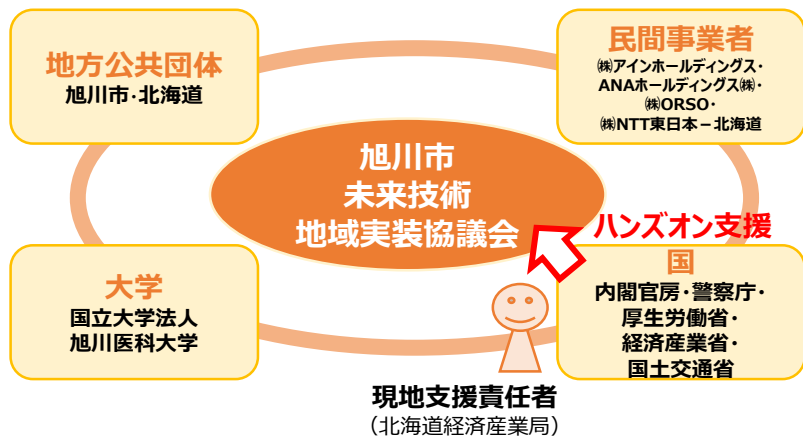 地方公共団体
旭川市・北海道
民間事業者
㈱アインホールディングス・
ANAホールディングス㈱・
㈱ORSO・
㈱NTT東日本－北海道
旭川市
未来技術
地域実装協議会
ハンズオン支援
大学
国立大学法人
旭川医科大学
国
内閣官房・警察庁・
厚生労働省・
経済産業省・
国土交通省
現地支援責任者
（北海道経済産業局）